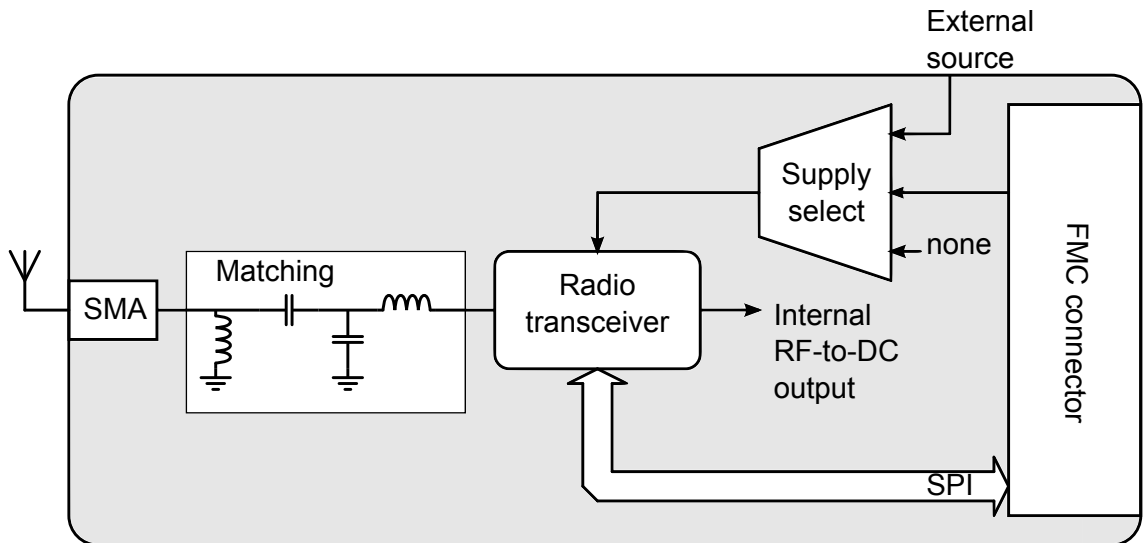 External
source
Supply
select
none
FMC connector
Matching
SMA
Radio
transceiver
Internal
RF-to-DC
output
SPI